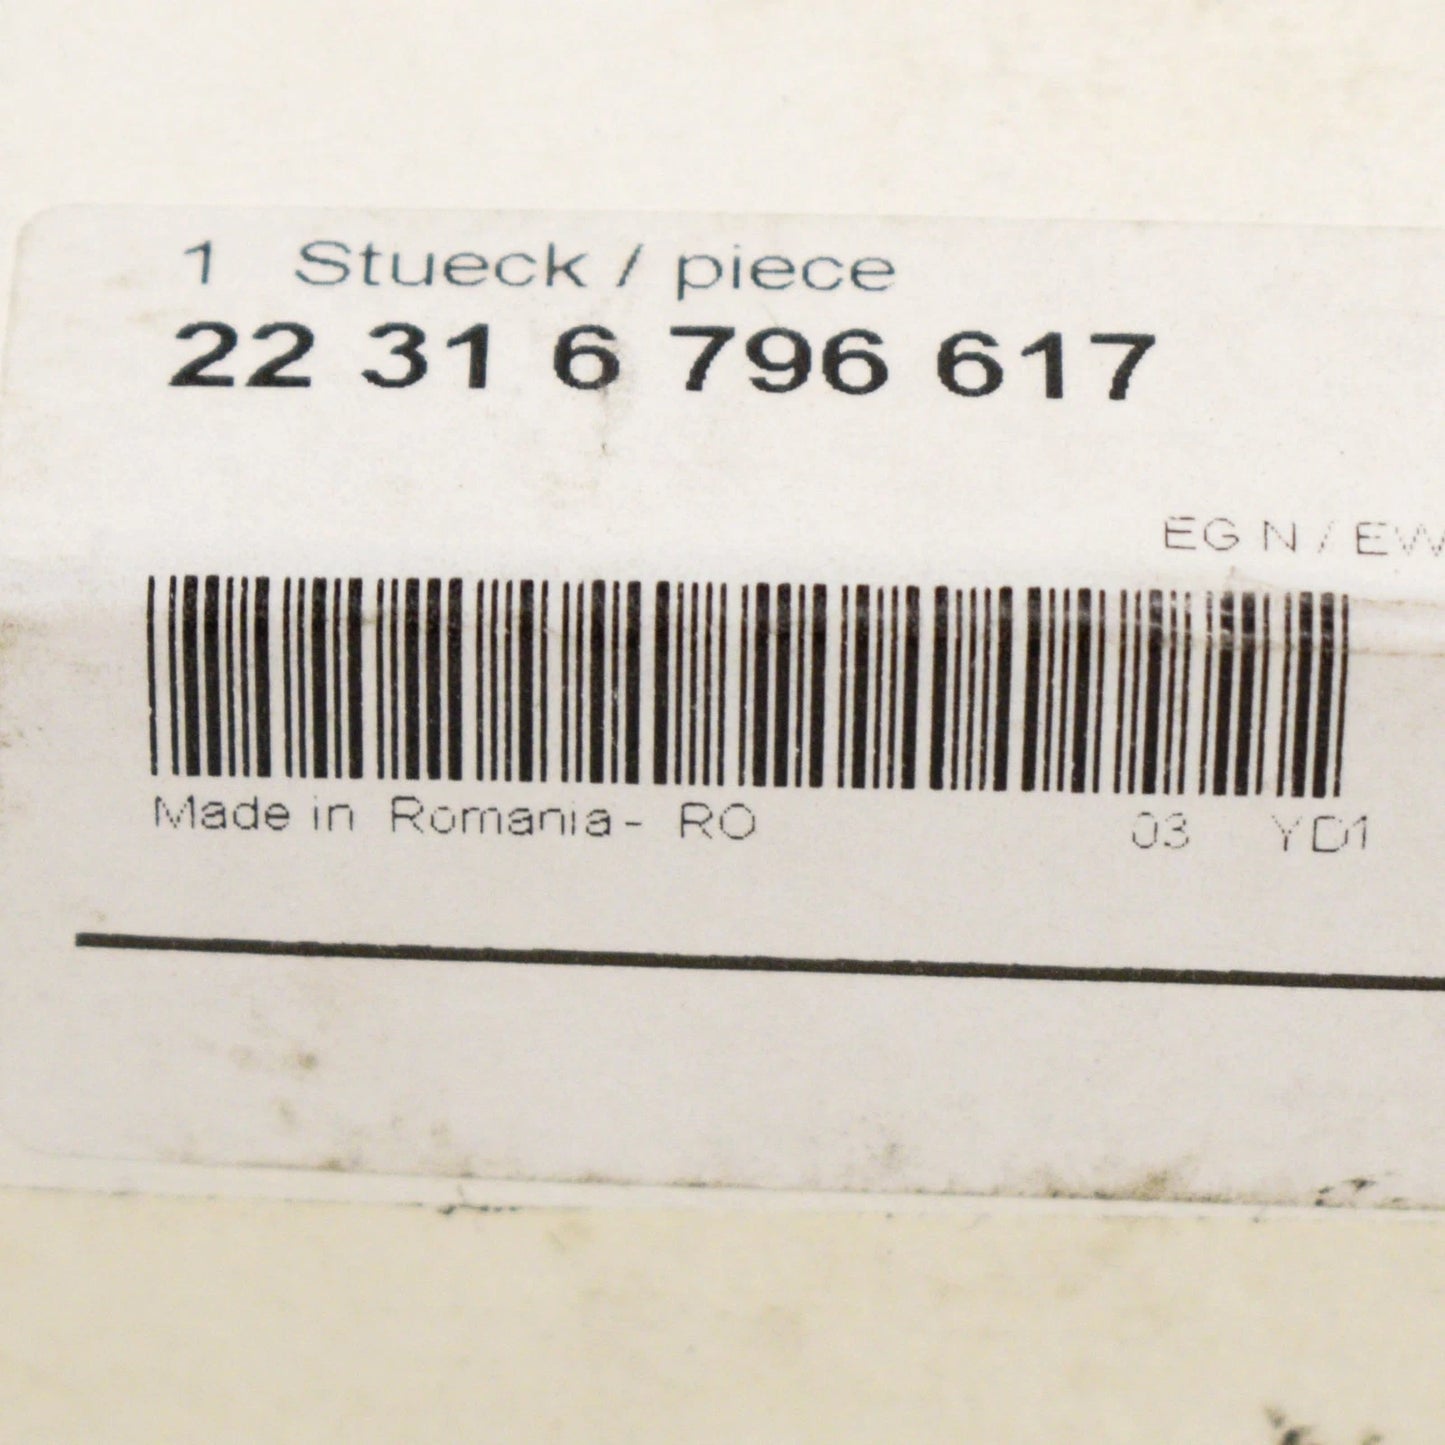 1 Stueck / piece
22 31 6 796 617
EG N / EW
Made in Romania - RO 03 YD1